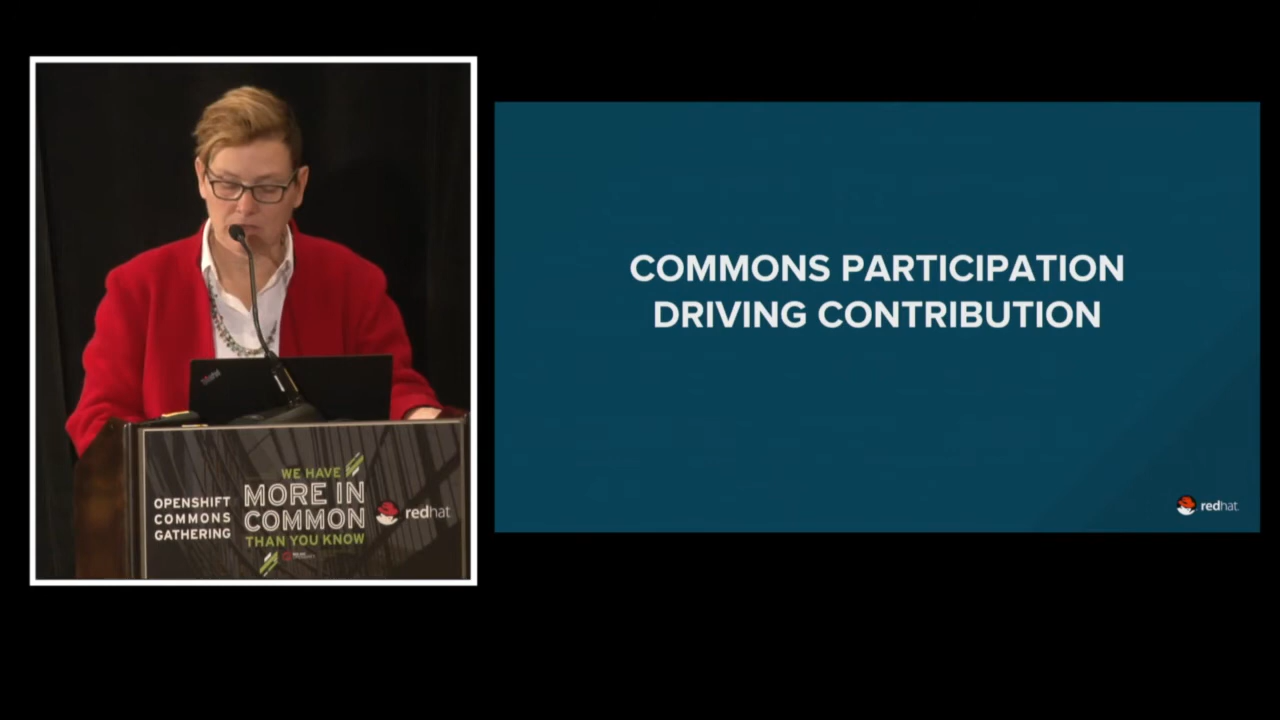 COMMONS PARTICIPATION
DRIVING CONTRIBUTION
redhat
OPENSHIFT
COMMONS
GATHERING
WE HAVE
MORE IN
COMMON
THAN YOU KNOW
redhat